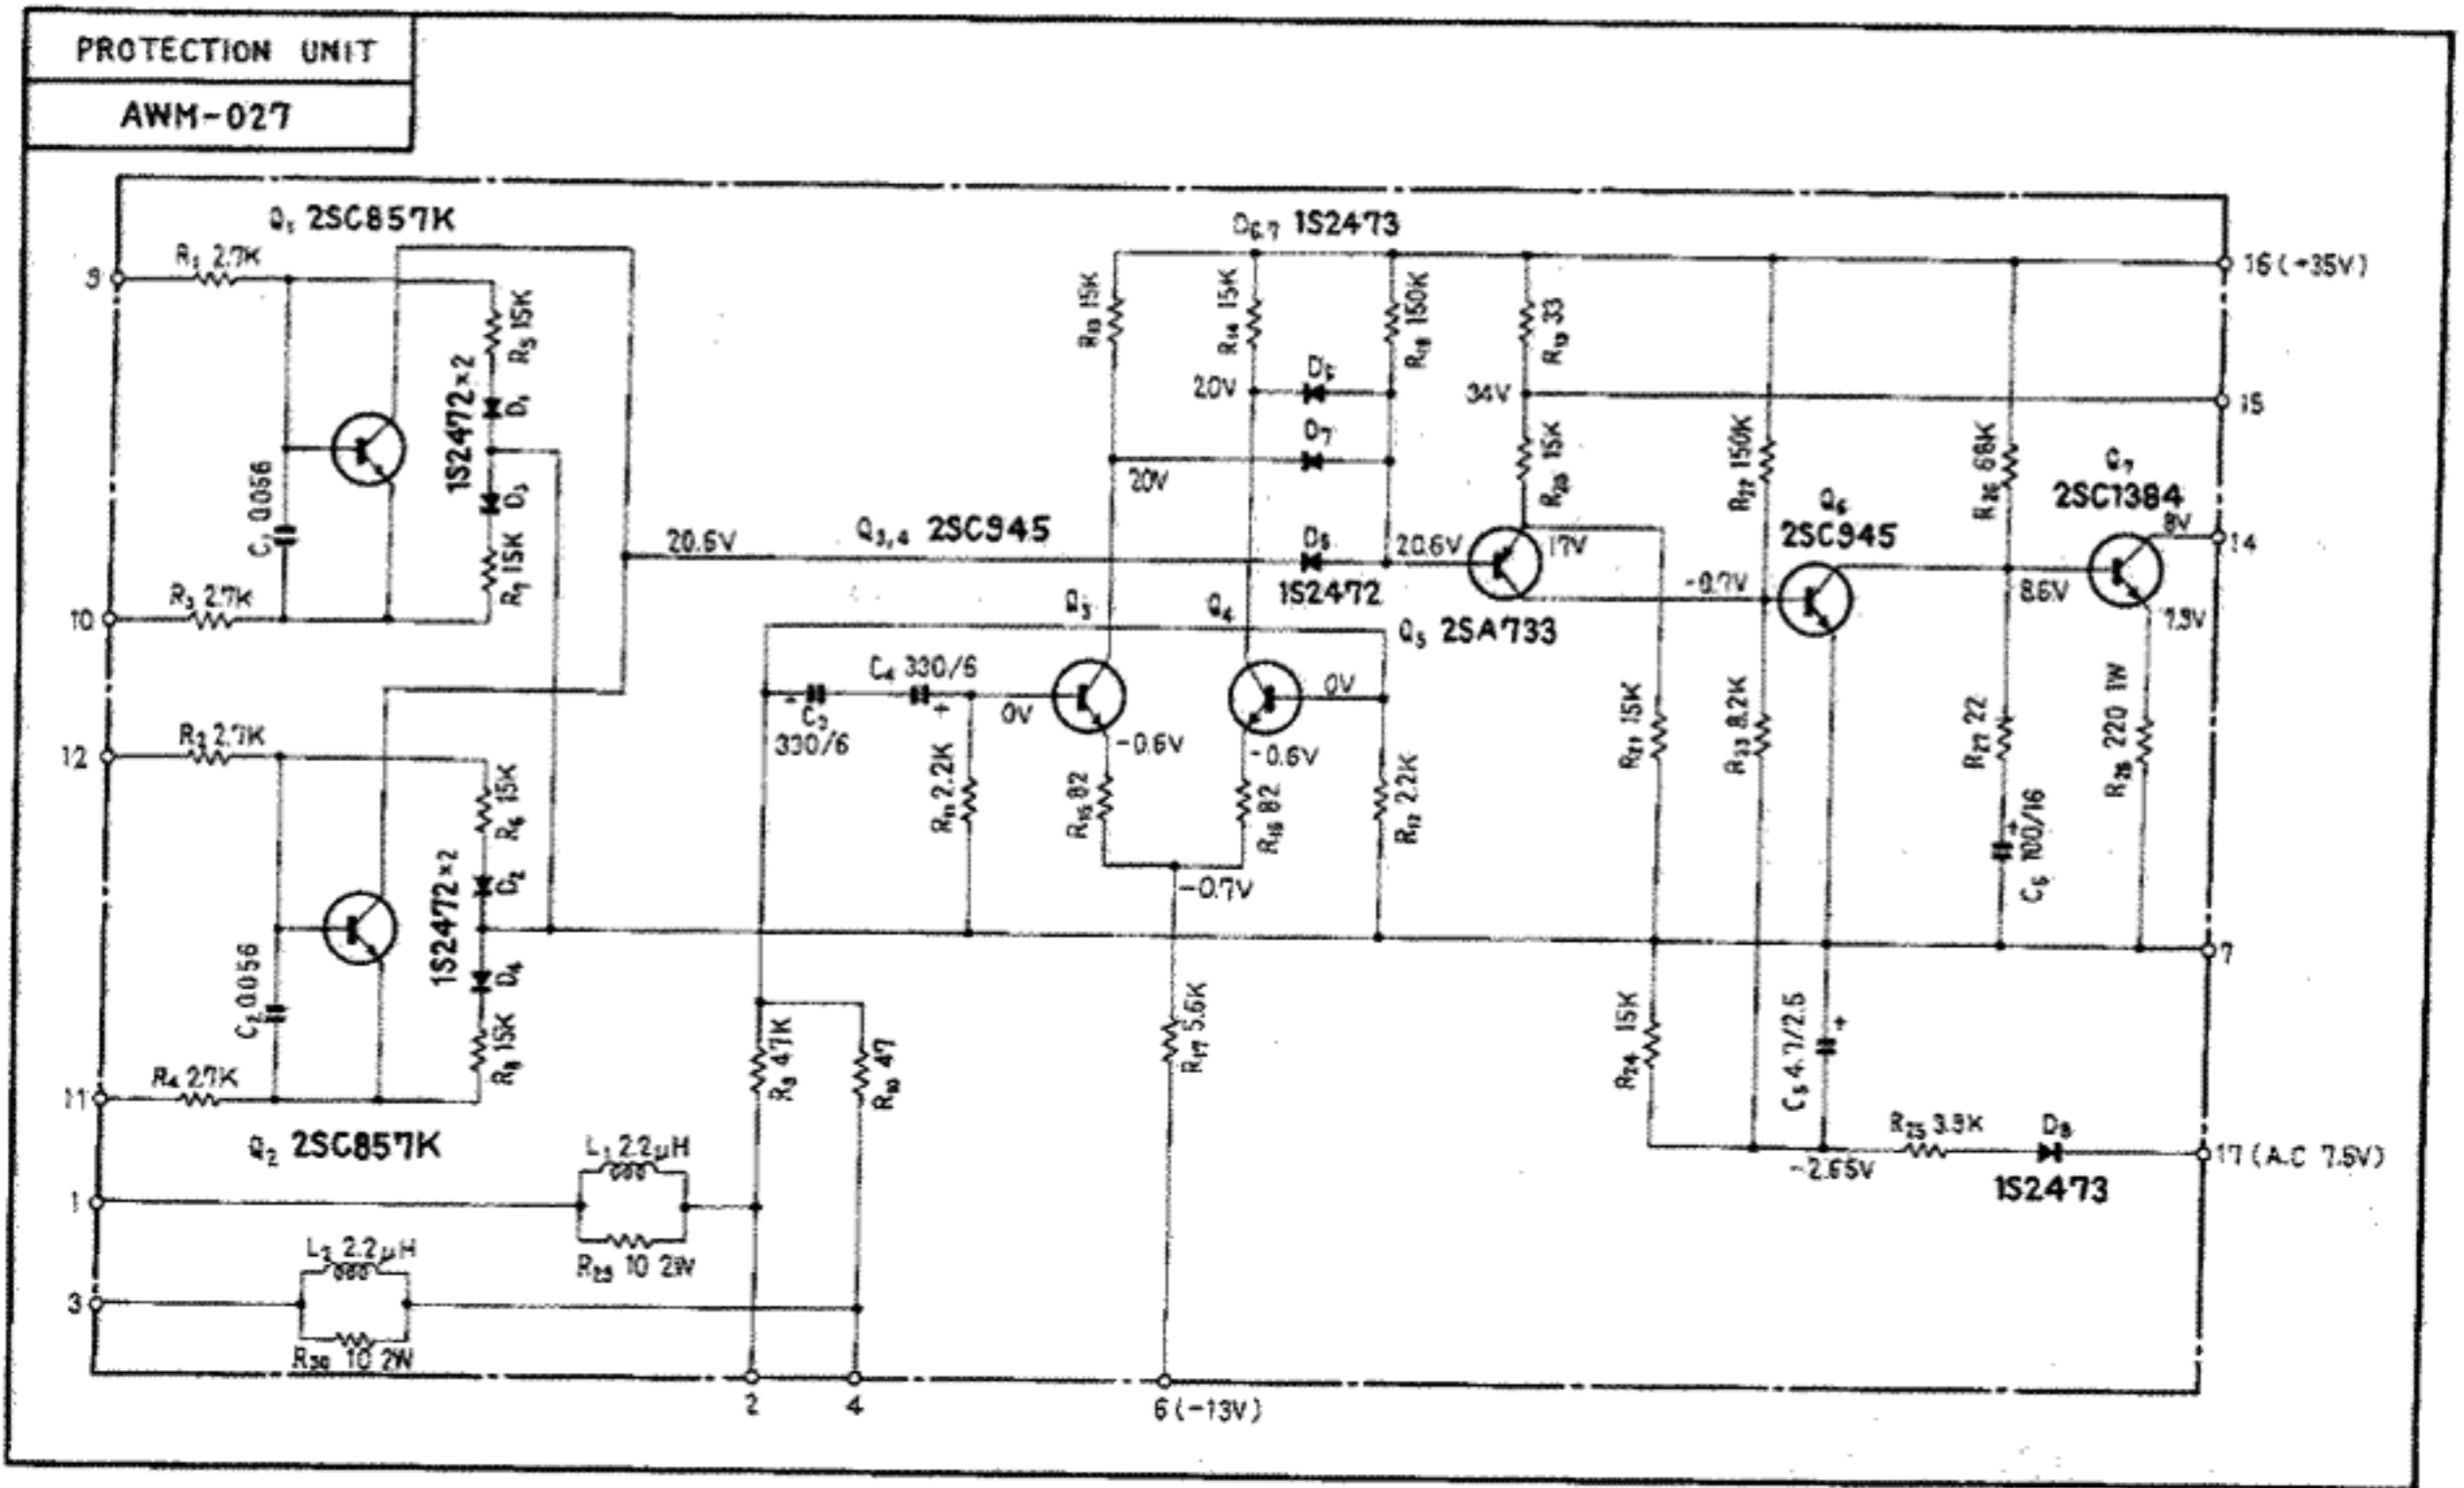 PROTECTION UNIT
AWM-027
Q1 2SC857K
D6.7 1S2473
9
R1 2.7K
16 (+35V)
R13 15K
R14 15K
R18 150K
R19 33
R5 15K
1S2472×2
D1
20V
34V
15
D7
20V
C1 0.056
D3
R20 15K
R22 150K
R26 68K
Q7
2SC1384
8V
14
20.6V
Q3,4 2SC945
D5
1S2472
20.6V
17V
Q6
2SC945
-0.7V
8.6V
7.9V
10
R3 2.7K
R7 15K
Q3
Q4
Q5 2SA733
C4 330/6
C3
330/6
0V
0V
-0.6V
-0.6V
12
R2 2.7K
R6 15K
1S2472×2
D2
R11 2.2K
R15 82
R16 82
R12 2.2K
R21 15K
R23 8.2K
R27 22
R28 220 1W
+
100/16
-0.7V
7
C2 0.056
D4
R8 15K
R9 47K
R10 47
R17 5.6K
R24 15K
C5 4.7/2.5
+
11
R4 2.7K
Q2 2SC857K
R25 3.9K
D8
1S2473
-2.65V
17 (A.C 7.5V)
L1 2.2μH
1
R29 10 2W
L2 2.2μH
3
R30 10 2W
2
4
6 (-13V)